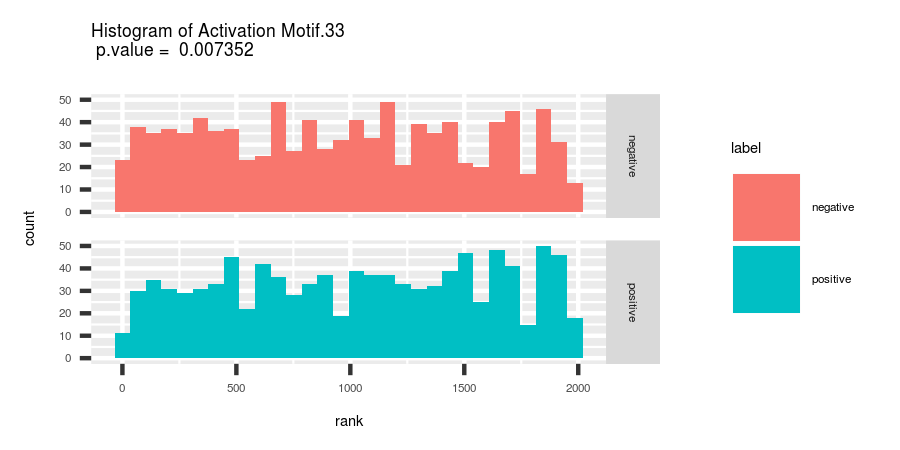 Histogram of Activation Motif.33
p.value = 0.007352
50
40
30
20
10
0
negative
50
40
30
20
10
0
positive
0
500
1000
1500
2000
rank
count
label
negative
positive